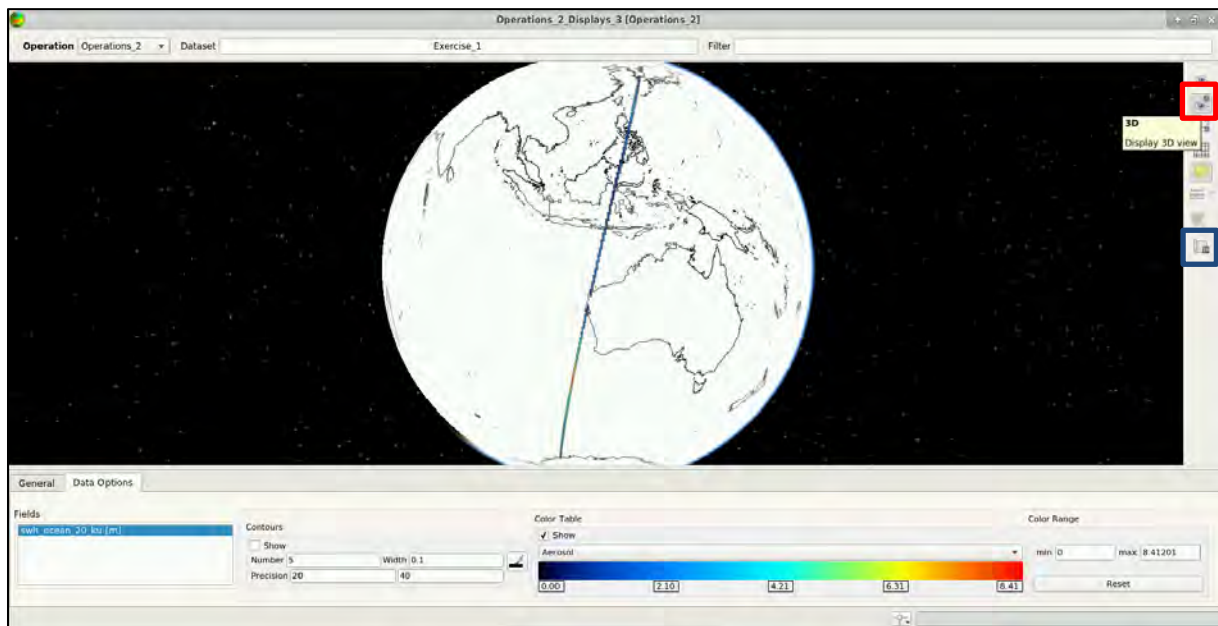 Operations_2_Displays_3 [Operations_2]
Operation Operations_2 Dataset Exercise_1 Filter
3D
Display 3D view
General Data Options
Fields
swh_ocean_20_ku [m]
Contours
Show
Number 5 Width 0.1
Precision 20 40
Color Table
Show
Aerosol
0.00 2.10 4.21 6.31 8.41
Color Range
min 0 max 8.41201
Reset